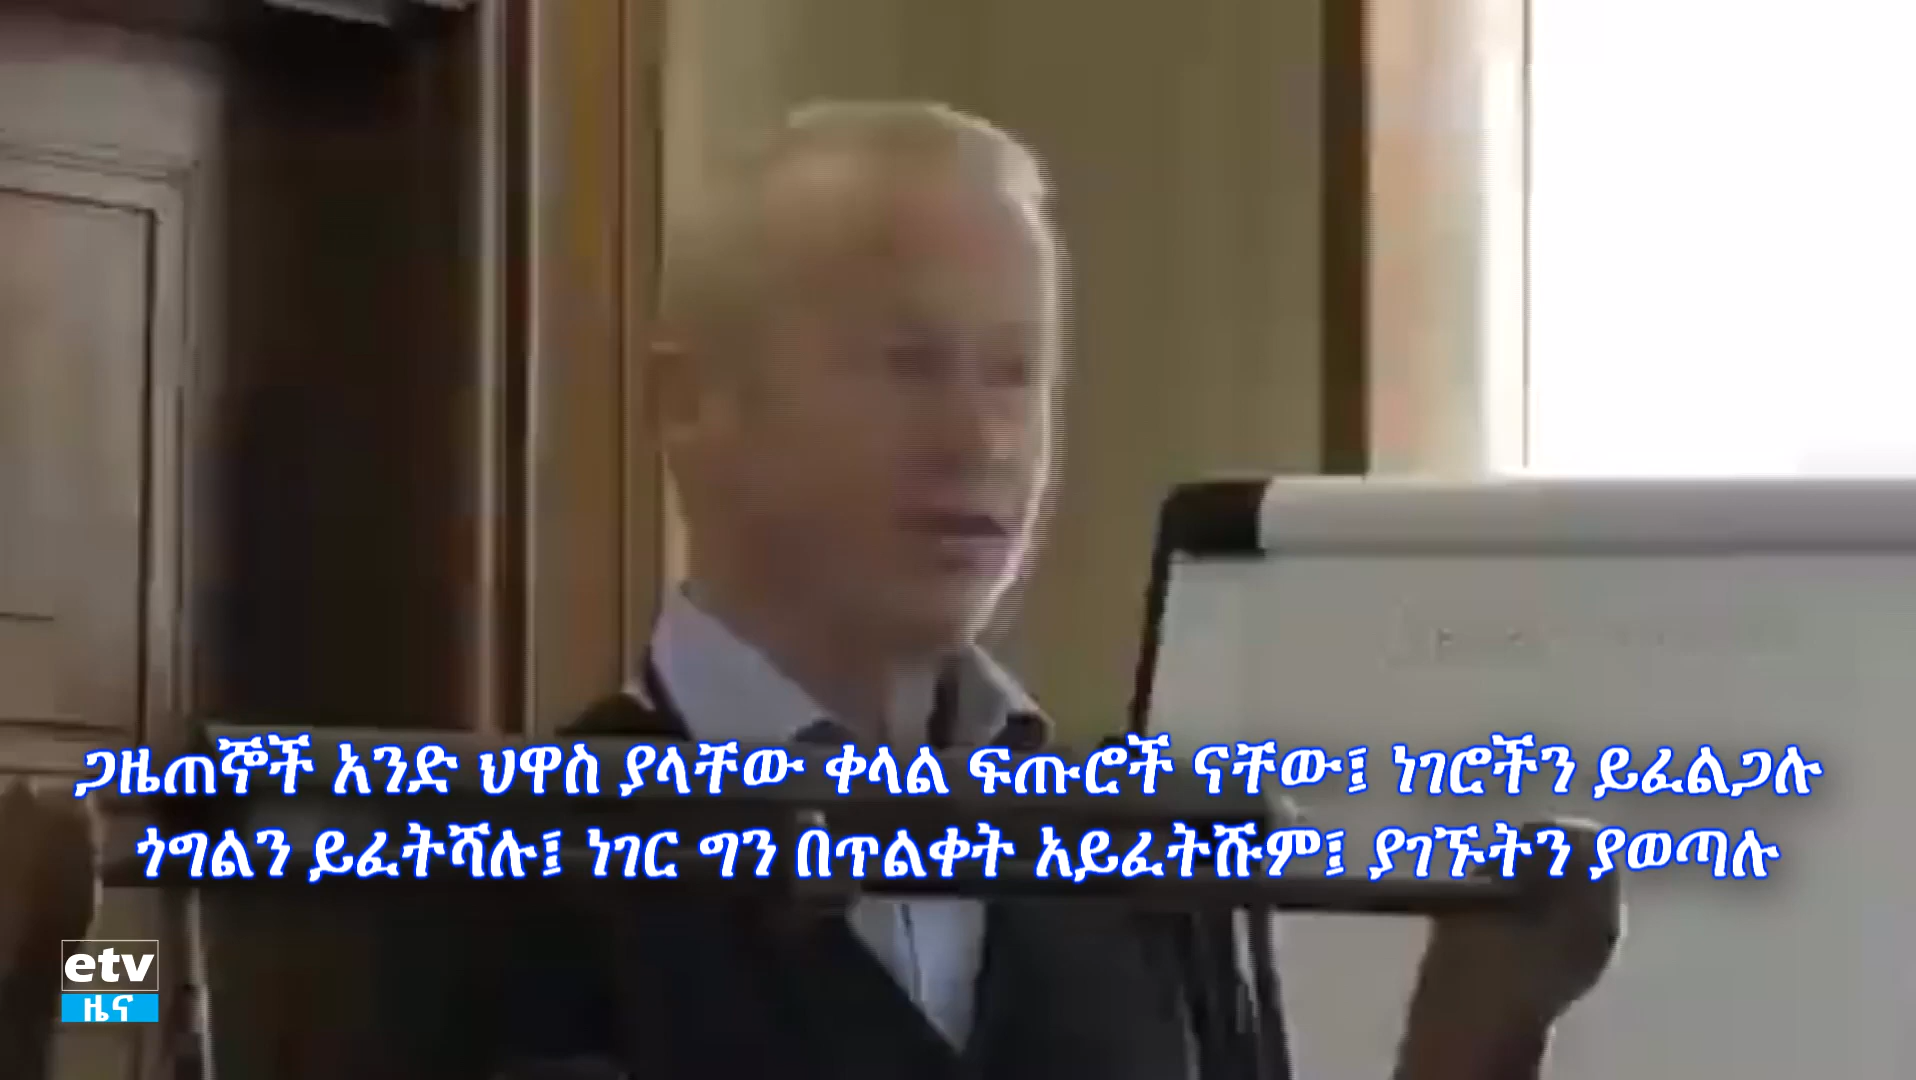 ጋዜጠኞች አንድ ህዋስ ያላቸው ቀላል ፍጡሮች ናቸው፤ ነገሮችን ይፈልጋሉ
ጎግልን ይፈትሻሉ፤ ነገር ግን በጥልቀት አይፈትሹም፤ ያገኙትን ያወጣሉ
etv
ዜና